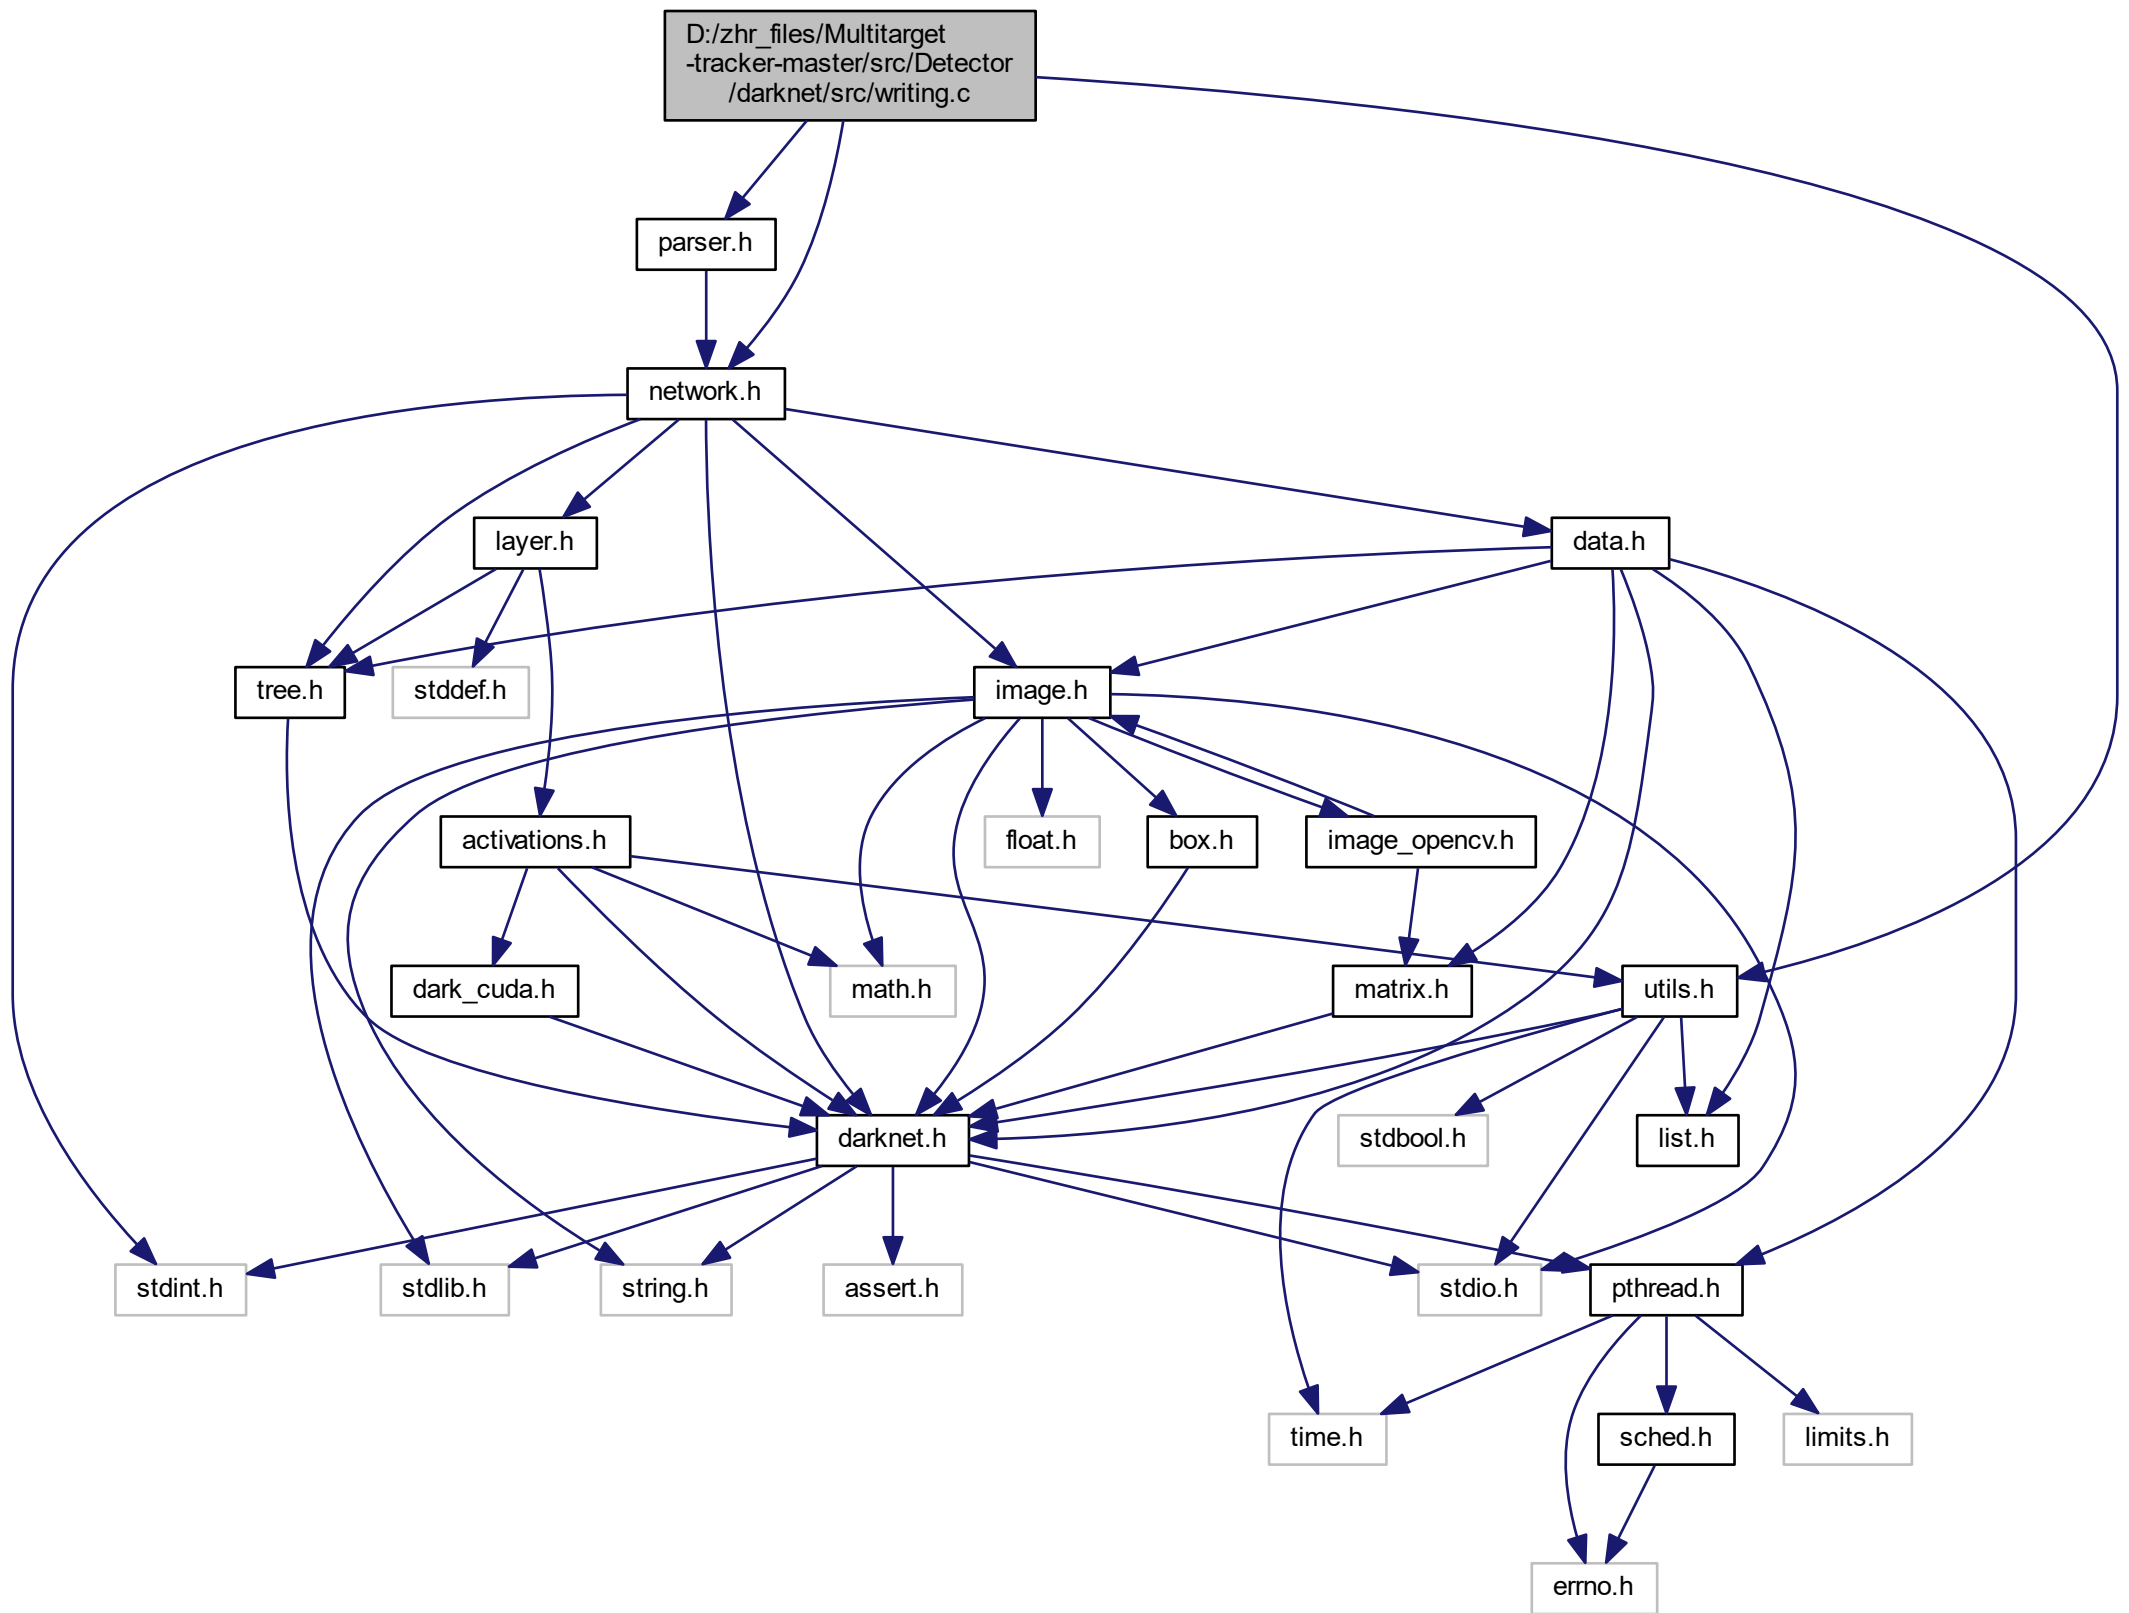 D:/zhr_files/Multitarget
-tracker-master/src/Detector
/darknet/src/writing.c
parser.h
network.h
layer.h
data.h
tree.h
stddef.h
image.h
activations.h
float.h
box.h
image_opencv.h
dark_cuda.h
math.h
matrix.h
utils.h
darknet.h
stdbool.h
list.h
stdint.h
stdlib.h
string.h
assert.h
stdio.h
pthread.h
time.h
sched.h
limits.h
errno.h